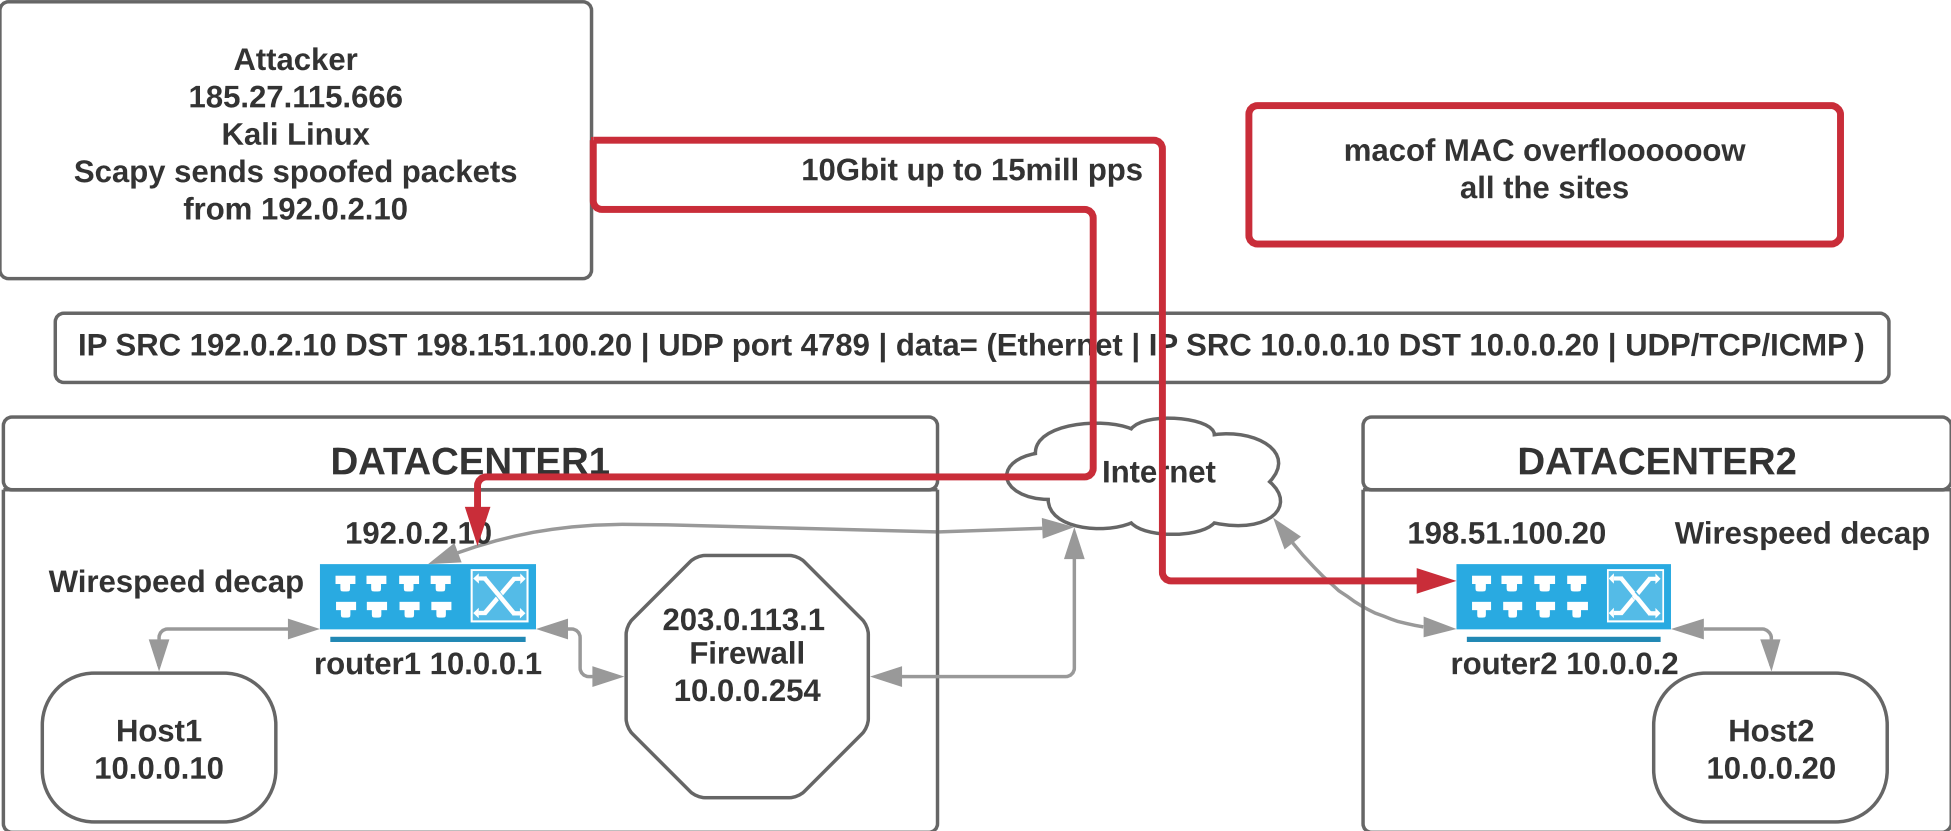 Attacker
185.27.115.666
Kali Linux
Scapy sends spoofed packets
from 192.0.2.10
10Gbit up to 15mill pps
macof MAC overfloooooow
all the sites
IP SRC 192.0.2.10 DST 198.151.100.20 | UDP port 4789 | data= (Ethernet | IP SRC 10.0.0.10 DST 10.0.0.20 | UDP/TCP/ICMP )
DATACENTER1
Internet
DATACENTER2
192.0.2.10
198.51.100.20
Wirespeed decap
Wirespeed decap
203.0.113.1
Firewall
10.0.0.254
router1 10.0.0.1
router2 10.0.0.2
Host1
10.0.0.10
Host2
10.0.0.20